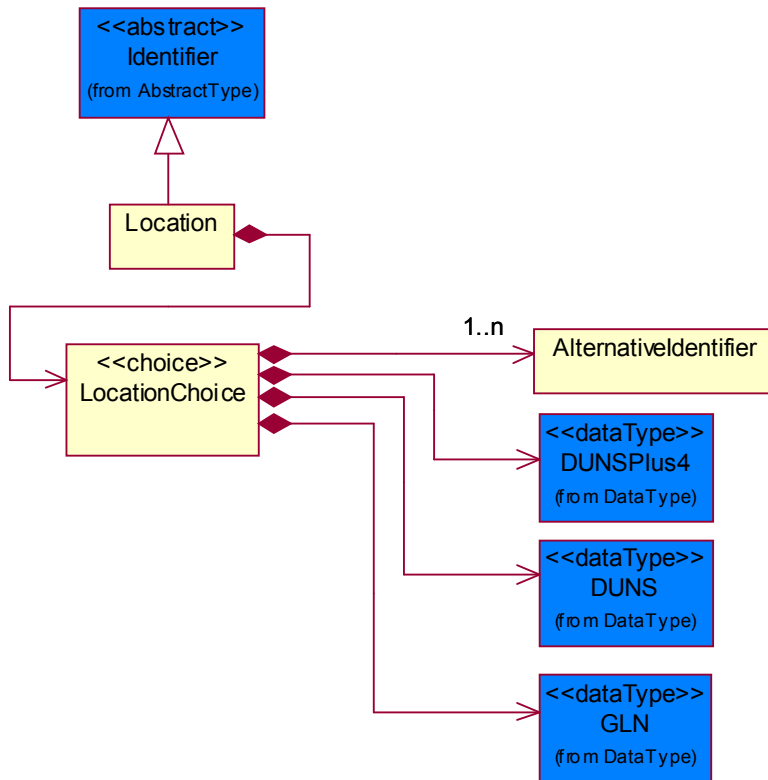 <<abstract>>
Identifier
(from AbstractType)
Location
<<choice>>
LocationChoice
1..n
AlternativeIdentifier
<<dataType>>
DUNSPlus4
(from DataType)
<<dataType>>
DUNS
(from DataType)
<<dataType>>
GLN
(from DataType)